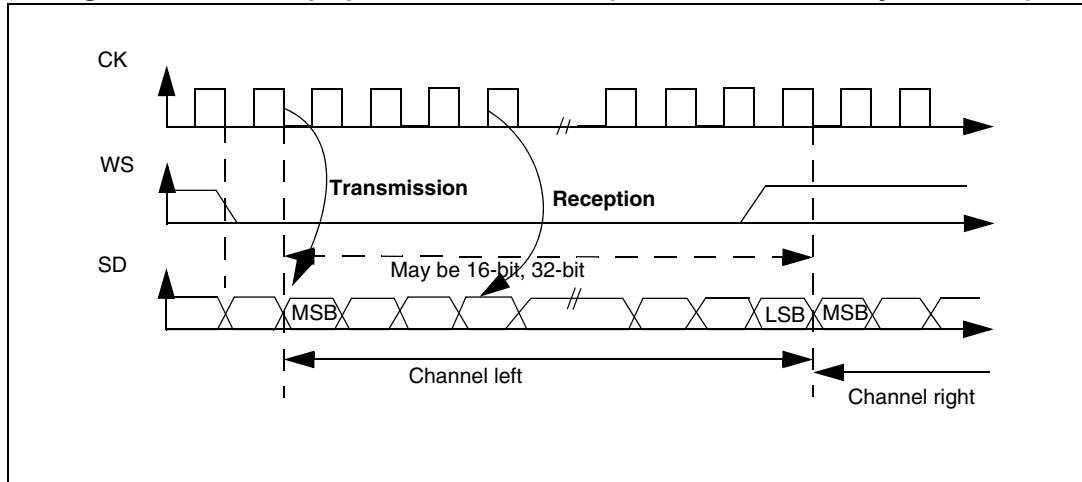 CK
WS
Transmission
Reception
SD
May be 16-bit, 32-bit
MSB
LSB
MSB
Channel left
Channel right